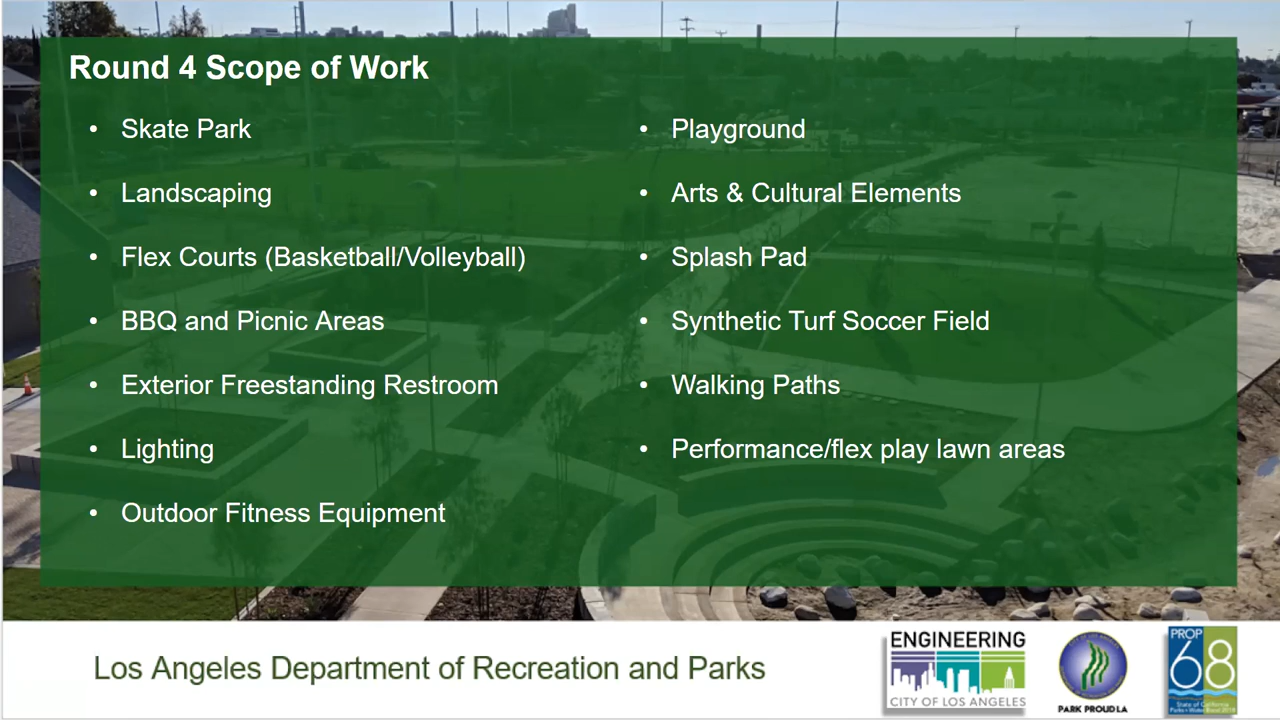 Round 4 Scope of Work
• Skate Park
• Landscaping
• Flex Courts (Basketball/Volleyball)
• BBQ and Picnic Areas
• Exterior Freestanding Restroom
• Lighting
• Outdoor Fitness Equipment
• Playground
• Arts & Cultural Elements
• Splash Pad
• Synthetic Turf Soccer Field
• Walking Paths
• Performance/flex play lawn areas
Los Angeles Department of Recreation and Parks
ENGINEERING
CITY OF LOS ANGELES
PARK PROUD LA
PROP
68
State of California